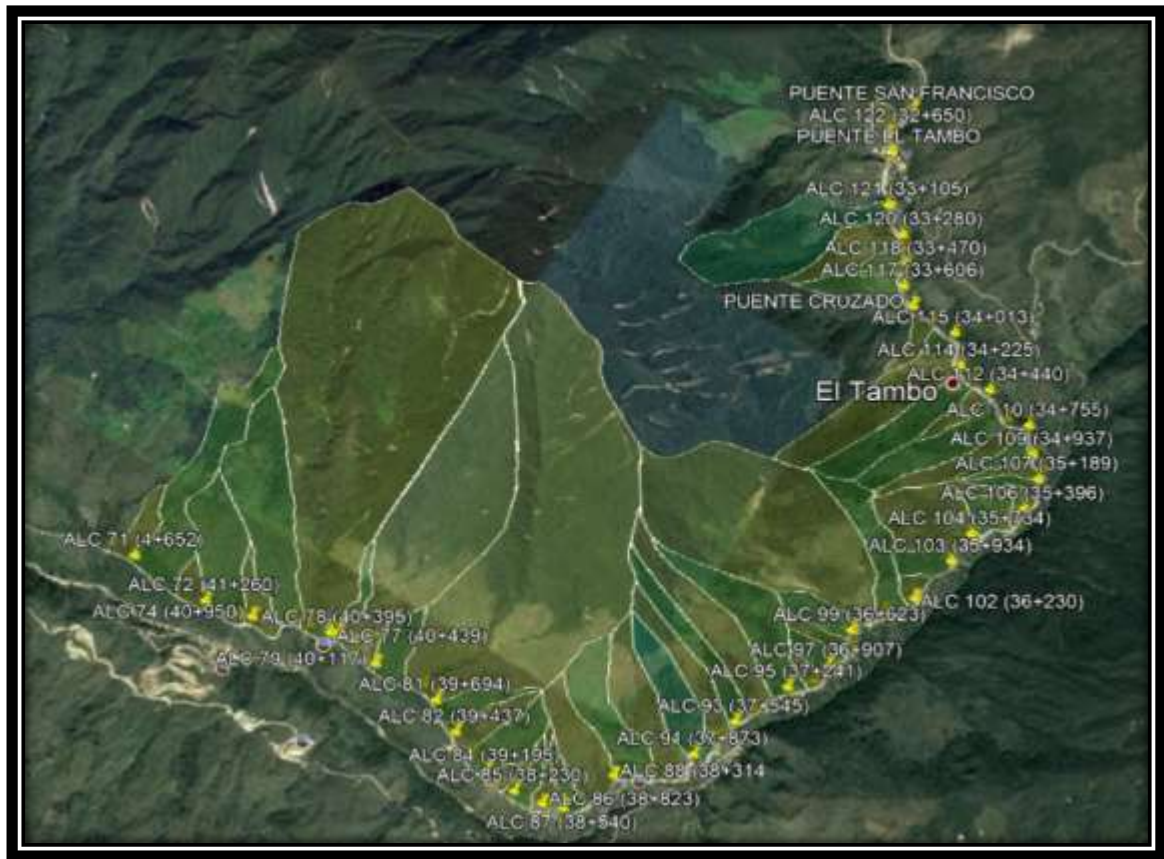 PUENTE SAN FRANCISCO
ALC 122 (32+650)
PUENTE EL TAMBO
ALC 121 (33+105)
ALC 120 (33+280)
ALC 118 (33+470)
ALC 117 (33+606)
PUENTE CRUZADO
ALC 115 (34+013)
ALC 114 (34+225)
ALC 112 (34+440)
El Tambo
ALC 110 (34+755)
ALC 109 (34+937)
ALC 107 (35+189)
ALC 106 (35+396)
ALC 104
ALC 103 (35+934)
ALC 71 (4+652)
ALC 72 (41+260)
ALC 102 (36+230)
ALC 74 (40+950)
ALC 78 (40+395)
ALC 99 (36+623)
ALC 77 (40+439)
ALC 97 (36+907)
ALC 79 (40+117)
ALC 95 (37+241)
ALC 81 (39+694)
ALC 93 (37+545)
ALC 82 (39+437)
ALC 91 (37+873)
ALC 84 (39+195)
ALC 88 (38+314
ALC 85 (38+230)
ALC 86 (38+823)
ALC 87 (38+540)